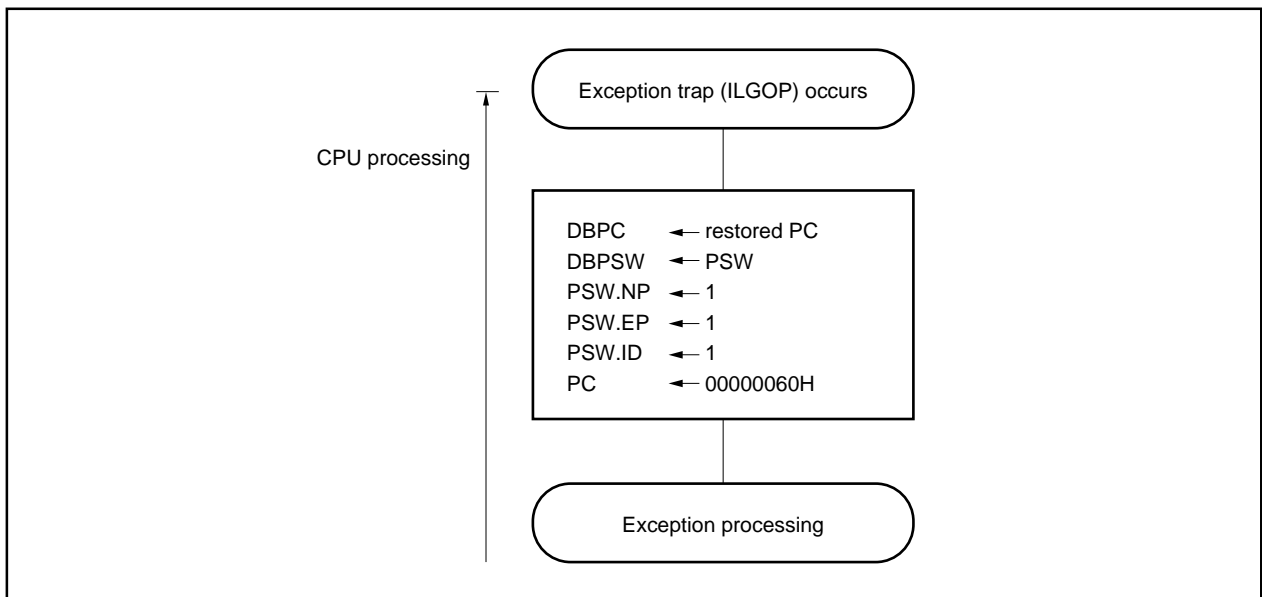 Exception trap (ILGOP) occurs
CPU processing
DBPC ← restored PC
DBPSW ← PSW
PSW.NP ← 1
PSW.EP ← 1
PSW.ID ← 1
PC ← 00000060H
Exception processing